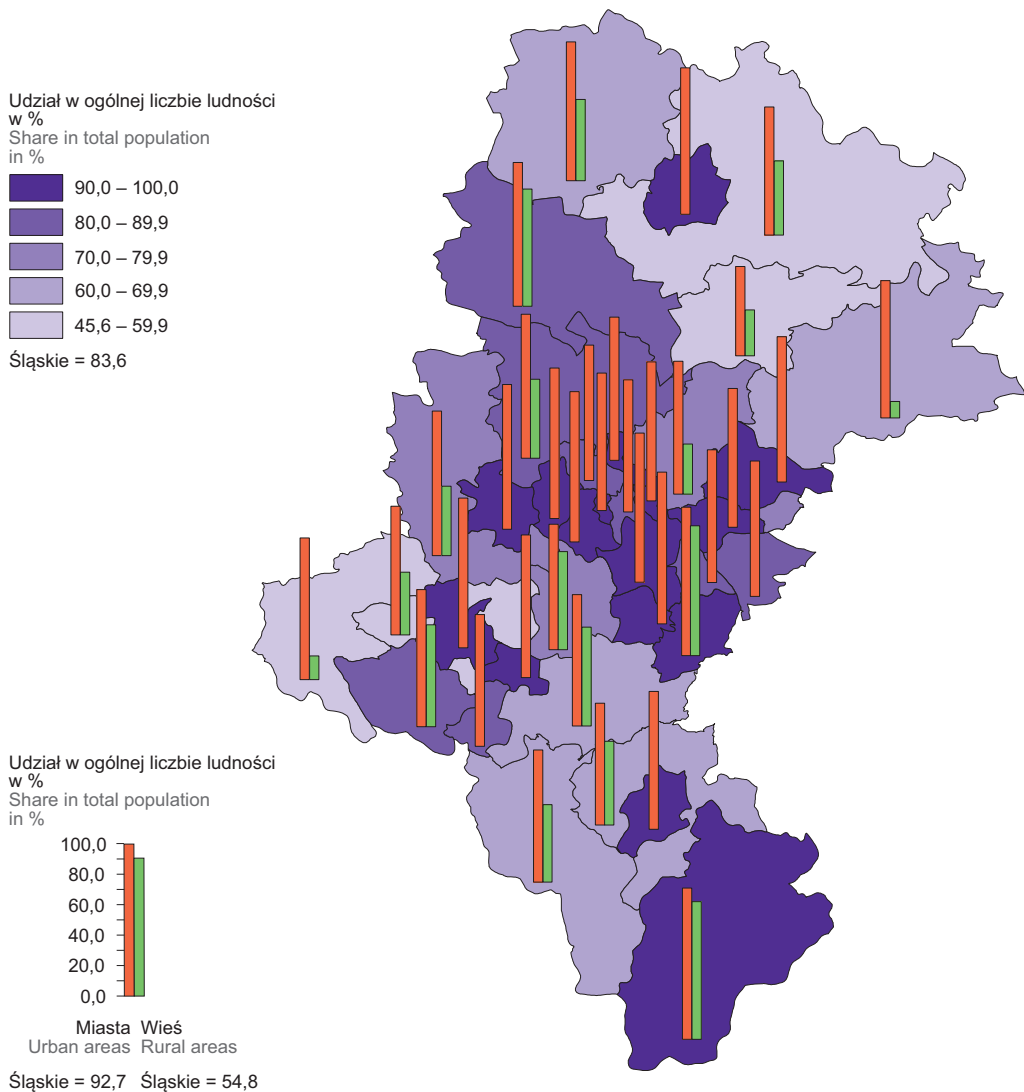 Udział w ogólnej liczbie ludności
w %
Share in total population
in %
90,0 – 100,0
80,0 – 89,9
70,0 – 79,9
60,0 – 69,9
45,6 – 59,9
Śląskie = 83,6
Udział w ogólnej liczbie ludności
w %
Share in total population
in %
100,0
80,0
60,0
40,0
20,0
0,0
Miasta Wieś
Urban areas Rural areas
Śląskie = 92,7 Śląskie = 54,8